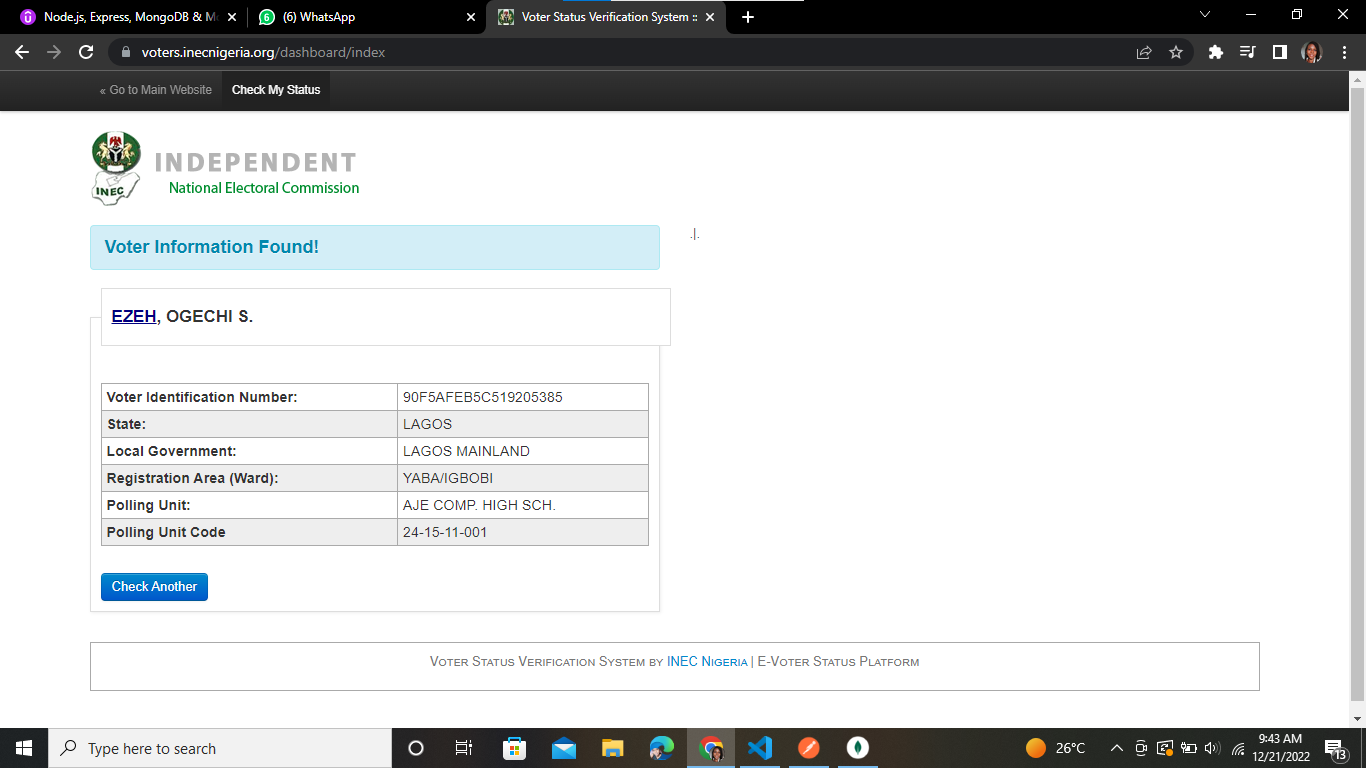 Node.js, Express, MongoDB & M
(6) WhatsApp
Voter Status Verification System ::
voters.inecnigeria.org/dashboard/index
« Go to Main Website
Check My Status
INEC
INDEPENDENT
National Electoral Commission
Voter Information Found!
.|.
EZEH, OGECHI S.
Voter Identification Number: 90F5AFEB5C519205385
State: LAGOS
Local Government: LAGOS MAINLAND
Registration Area (Ward): YABA/IGBOBI
Polling Unit: AJE COMP. HIGH SCH.
Polling Unit Code 24-15-11-001
Check Another
Voter Status Verification System by INEC Nigeria | E-Voter Status Platform
Type here to search
26°C
9:43 AM
12/21/2022
13